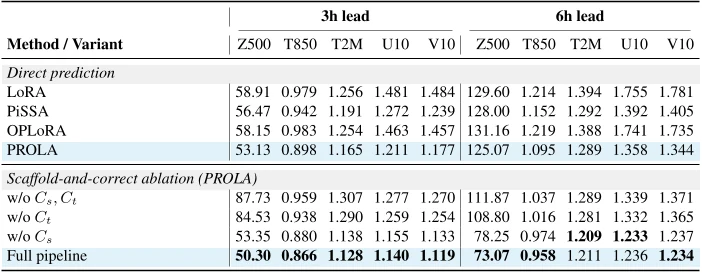 3h lead 6h lead
Method / Variant Z500 T850 T2M U10 V10 Z500 T850 T2M U10 V10
Direct prediction
LoRA 58.91 0.979 1.256 1.481 1.484 129.60 1.214 1.394 1.755 1.781
PiSSA 56.47 0.942 1.191 1.272 1.239 128.00 1.152 1.292 1.392 1.405
OPLoRA 58.15 0.983 1.254 1.463 1.457 131.16 1.219 1.388 1.741 1.735
PROLA 53.13 0.898 1.165 1.211 1.177 125.07 1.095 1.289 1.358 1.344
Scaffold-and-correct ablation (PROLA)
w/o Cs, Ct 87.73 0.959 1.307 1.277 1.270 111.87 1.037 1.289 1.339 1.371
w/o Ct 84.53 0.938 1.290 1.259 1.254 108.80 1.016 1.281 1.332 1.365
w/o Cs 53.35 0.880 1.138 1.155 1.133 78.25 0.974 1.209 1.233 1.237
Full pipeline 50.30 0.866 1.128 1.140 1.119 73.07 0.958 1.211 1.236 1.234